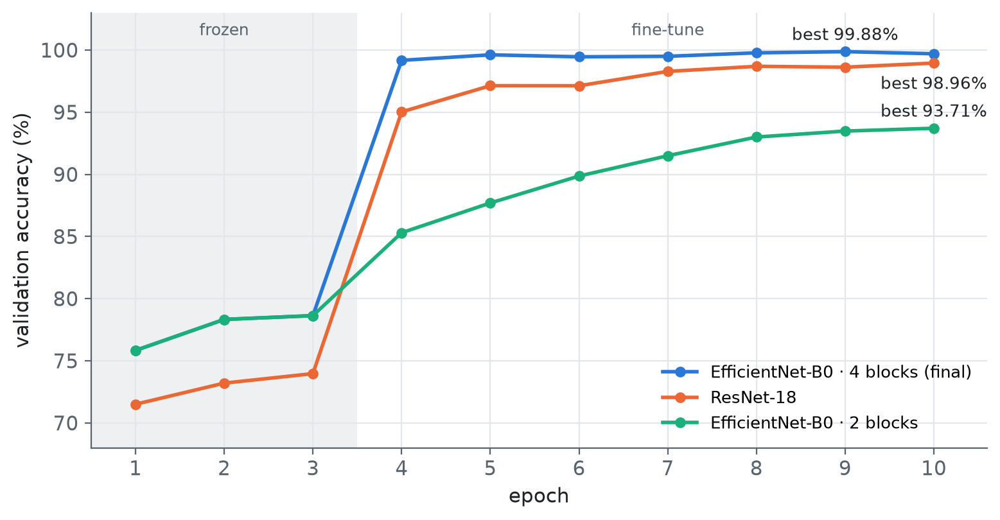 frozen
fine-tune
best 99.88%
best 98.96%
best 93.71%
100
95
90
85
80
75
70
validation accuracy (%)
EfficientNet-B0 · 4 blocks (final)
ResNet-18
EfficientNet-B0 · 2 blocks
1 2 3 4 5 6 7 8 9 10
epoch